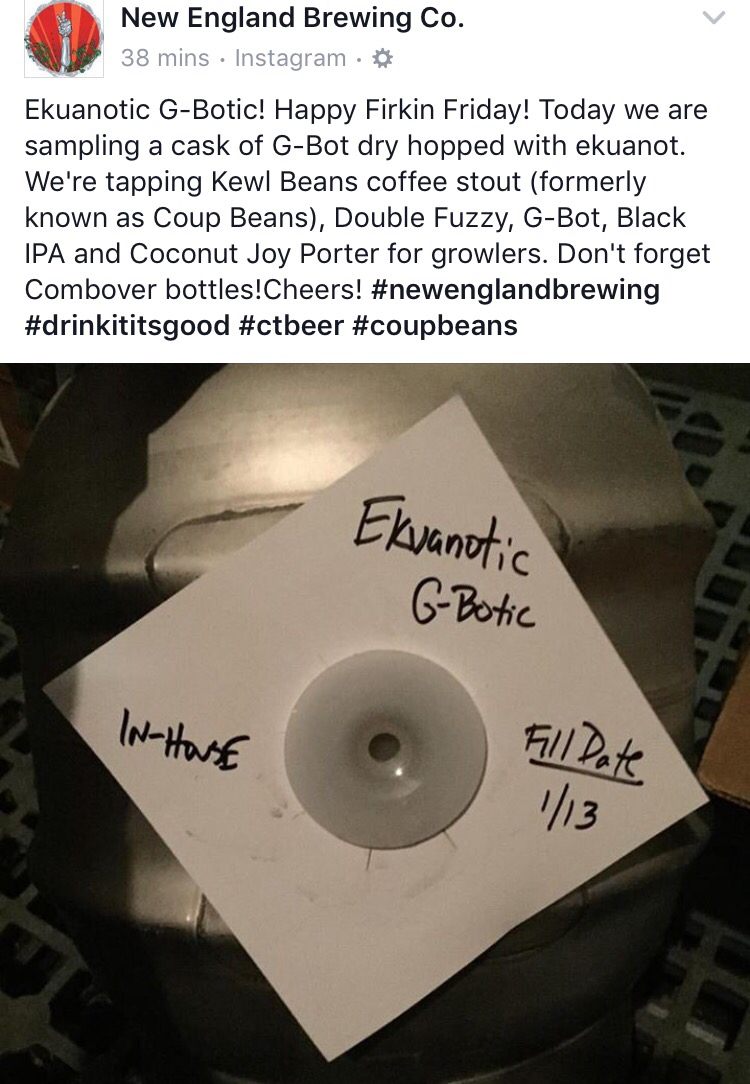 New England Brewing Co.
38 mins • Instagram •
Ekuanotic G-Botic! Happy Firkin Friday! Today we are
sampling a cask of G-Bot dry hopped with ekuanot.
We're tapping Kewl Beans coffee stout (formerly
known as Coup Beans), Double Fuzzy, G-Bot, Black
IPA and Coconut Joy Porter for growlers. Don't forget
Combover bottles!Cheers! #newenglandbrewing
#drinkititsgood #ctbeer #coupbeans
Ekuanotic
G-Botic
IN-HOUSE
Fill Date
1/13